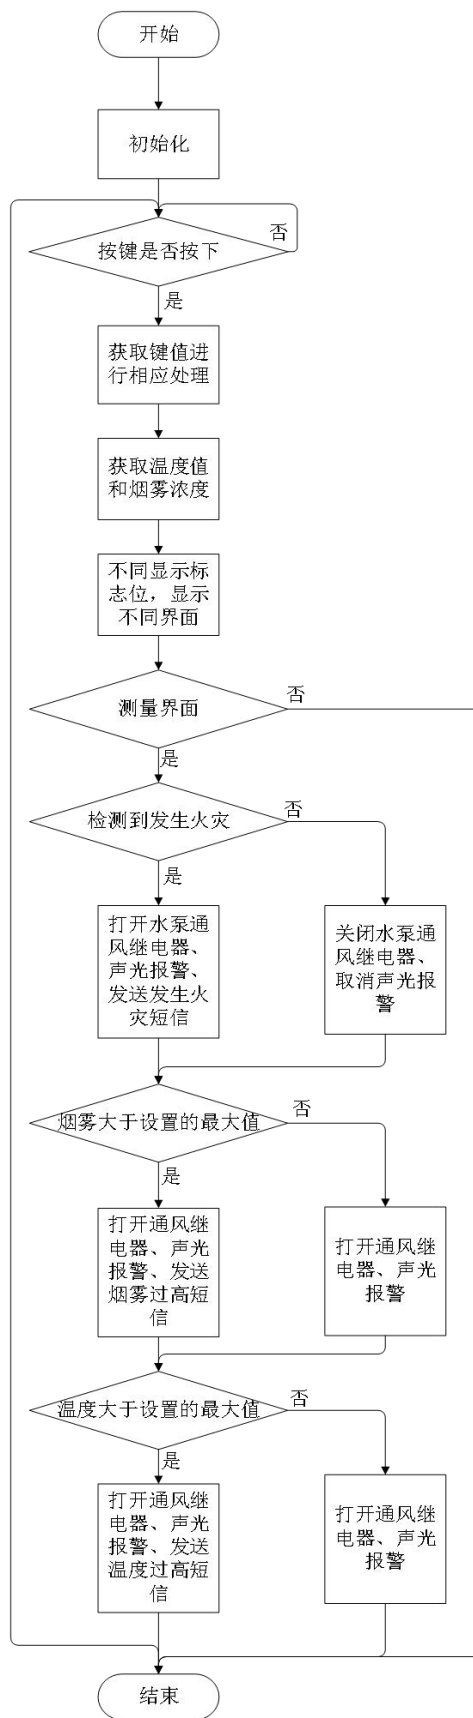 开始
初始化
否
按键是否按下
是
获取键值进
行相应处理
获取温度值
和烟雾浓度
不同显示标
志位，显示
不同界面
否
测量界面
是
否
检测到发生火灾
是
打开水泵通
风继电器、
声光报警、
发送发生火
灾短信
关闭水泵通
风继电器、
取消声光报
警
否
烟雾大于设置的最大值
是
打开通风继
电器、声光
报警、发送
烟雾过高短
信
打开通风继
电器、声光
报警
否
温度大于设置的最大值
是
打开通风继
电器、声光
报警、发送
温度过高短
信
打开通风继
电器、声光
报警
结束